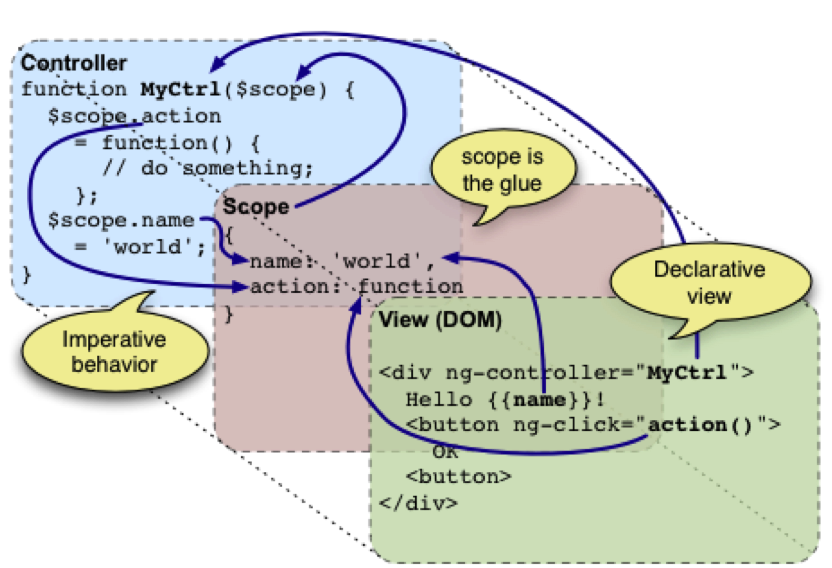 Controller
function MyCtrl($scope) {
$scope.action
= function() {
// do something;
};
$scope.name
= 'world';
}
Imperative
behavior
scope is
the glue
Scope
{
name: 'world',
action: function
}
Declarative
view
View (DOM)
<div ng-controller="MyCtrl">
Hello {{name}}!
<button ng-click="action()">
OK
<button>
</div>